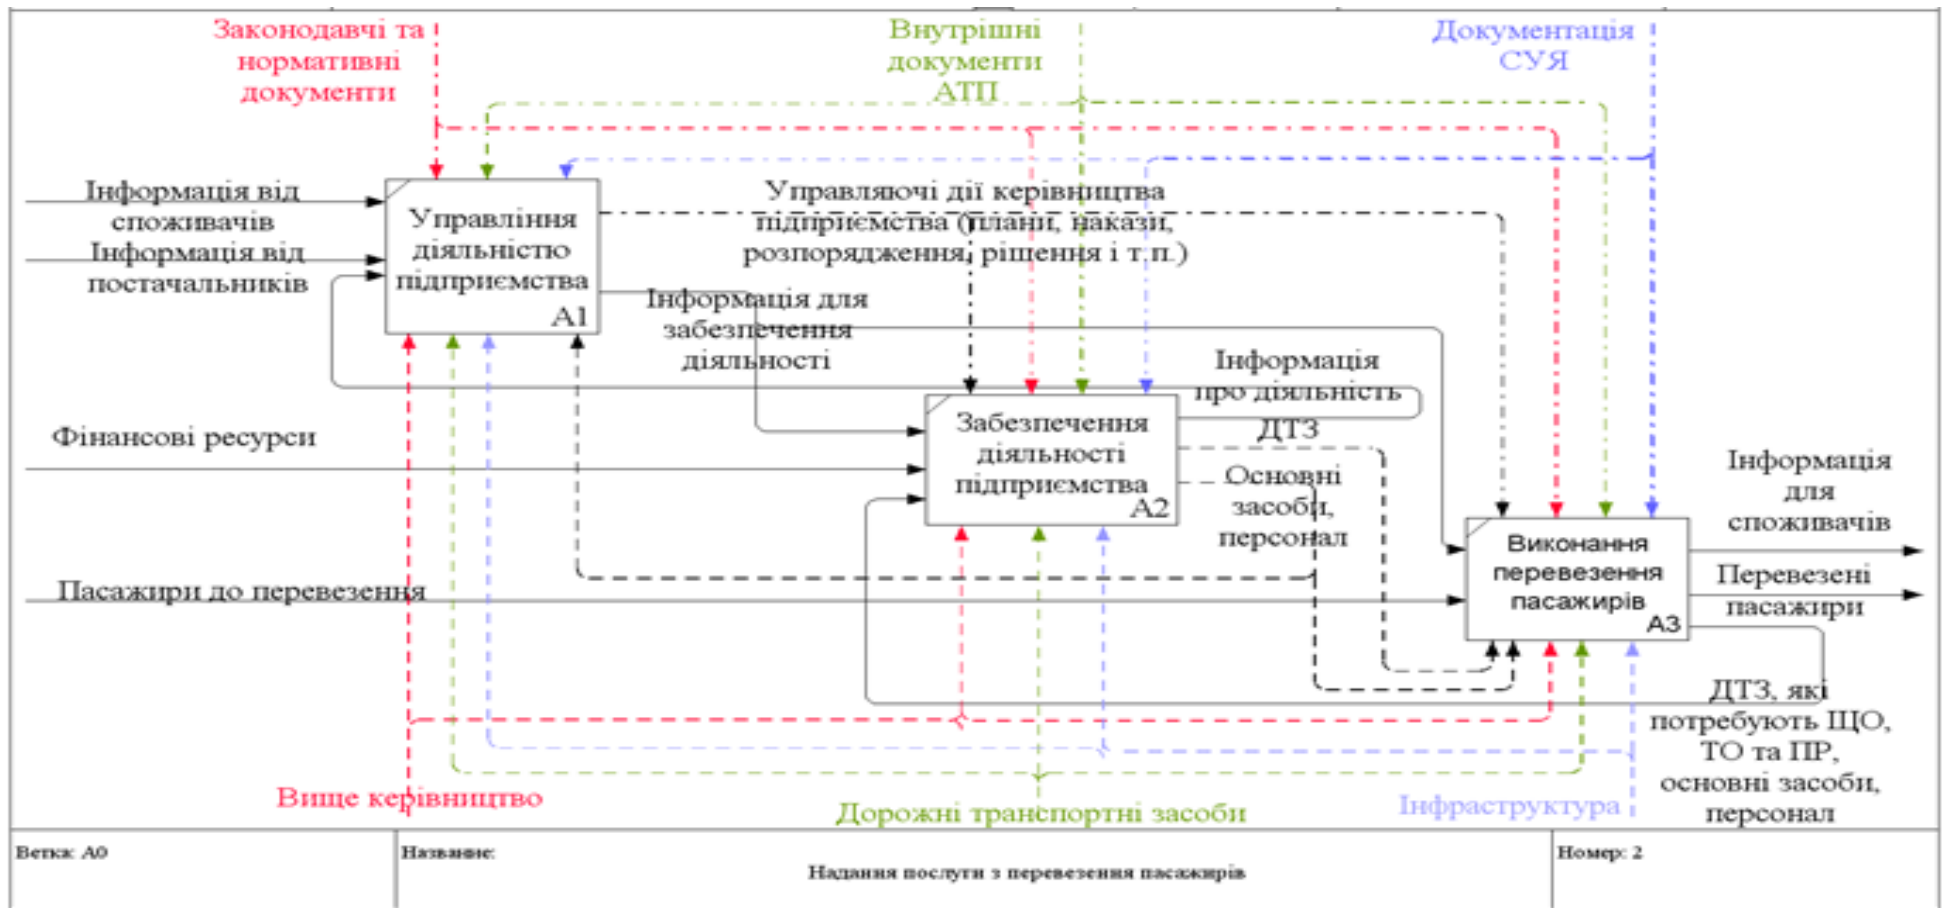 Законодавчі та
нормативні
документи
Внутрішні
документи
АТП
Документація
СУЯ
Інформація від
споживачів
Інформація від
постачальників
Управління
діяльністю
підприємства
А1
Управляючі дії керівництва
підприємства (плани, накази,
розпорядження, рішення і т.п.)
Інформація для
забезпечення
діяльності
Інформація
про діяльність
Фінансові ресурси
Забезпечення
діяльності
підприємства
А2
ДТЗ
Основні
засоби,
персонал
Інформація
для
споживачів
Пасажири до перевезення
Виконання
перевезення
пасажирів
А3
Перевезені
пасажири
ДТЗ, які
потребують ЩО,
ТО та ПР,
основні засоби,
персонал
Вище керівництво
Дорожні транспортні засоби
Інфраструктура
Ветка: А0
Название:
Надання послуги з перевезення пасажирів
Номер: 2